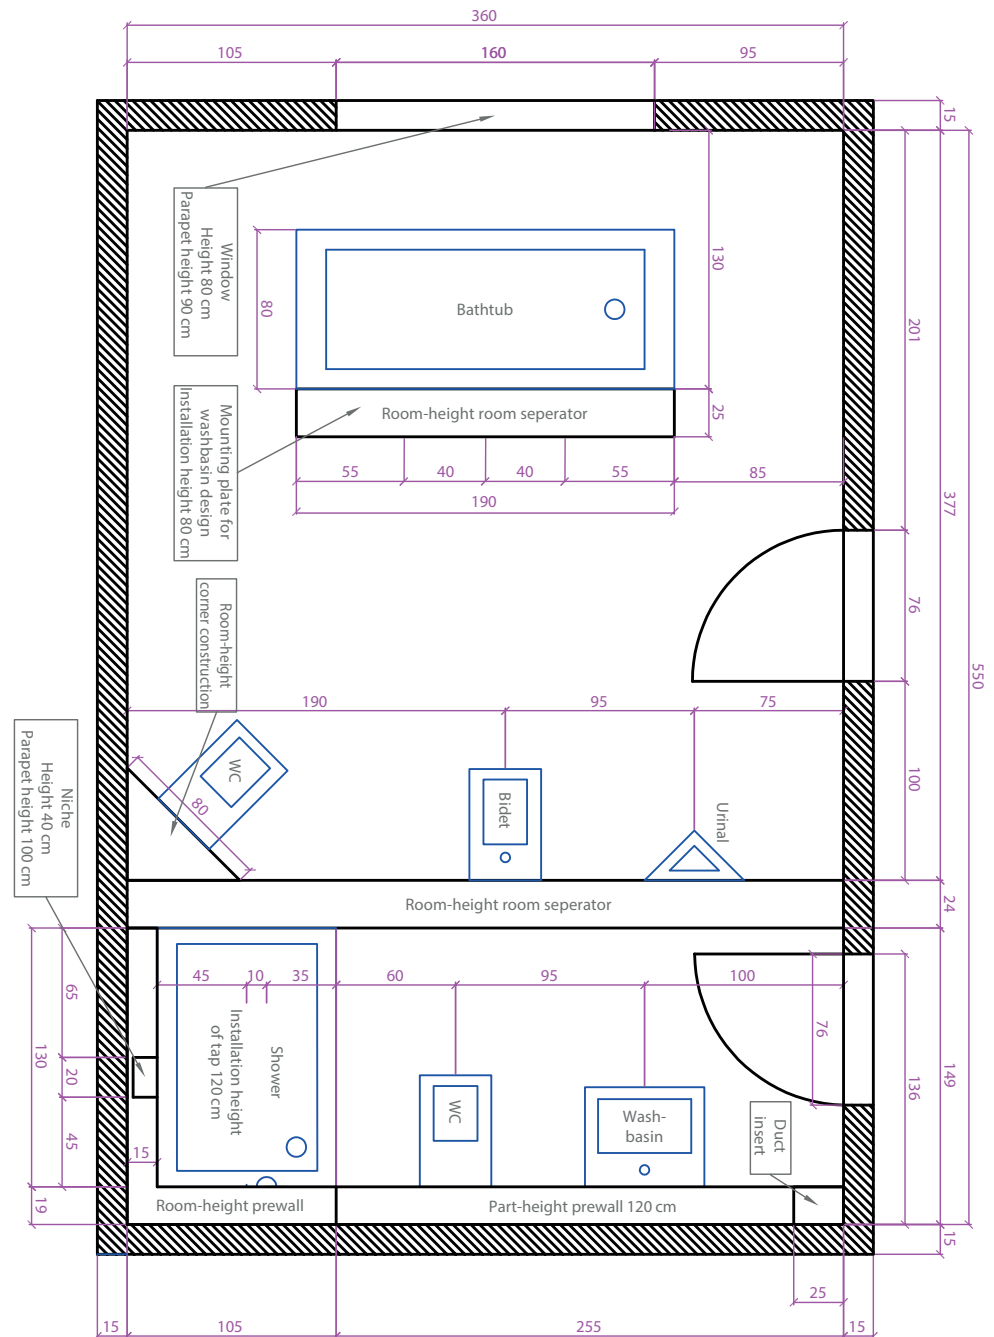 360
105
160
95
15
Window
Height 80 cm
Parapet height 90 cm
130
201
80
Bathtub
Mounting plate for
washbasin design
Installation height 80 cm
Room-height room seperator
25
55
40
40
55
85
190
377
550
76
Room-height
corner construction
190
95
75
100
Niche
Height 40 cm
Parapet height 100 cm
WC
80
Bidet
Urinal
Room-height room seperator
24
45
10
35
60
95
100
65
130
20
45
19
15
Shower
Installation height
of tap 120 cm
WC
Wash-
basin
76
136
149
Duct
insert
Room-height prewall
Part-height prewall 120 cm
15
25
15
105
255
15